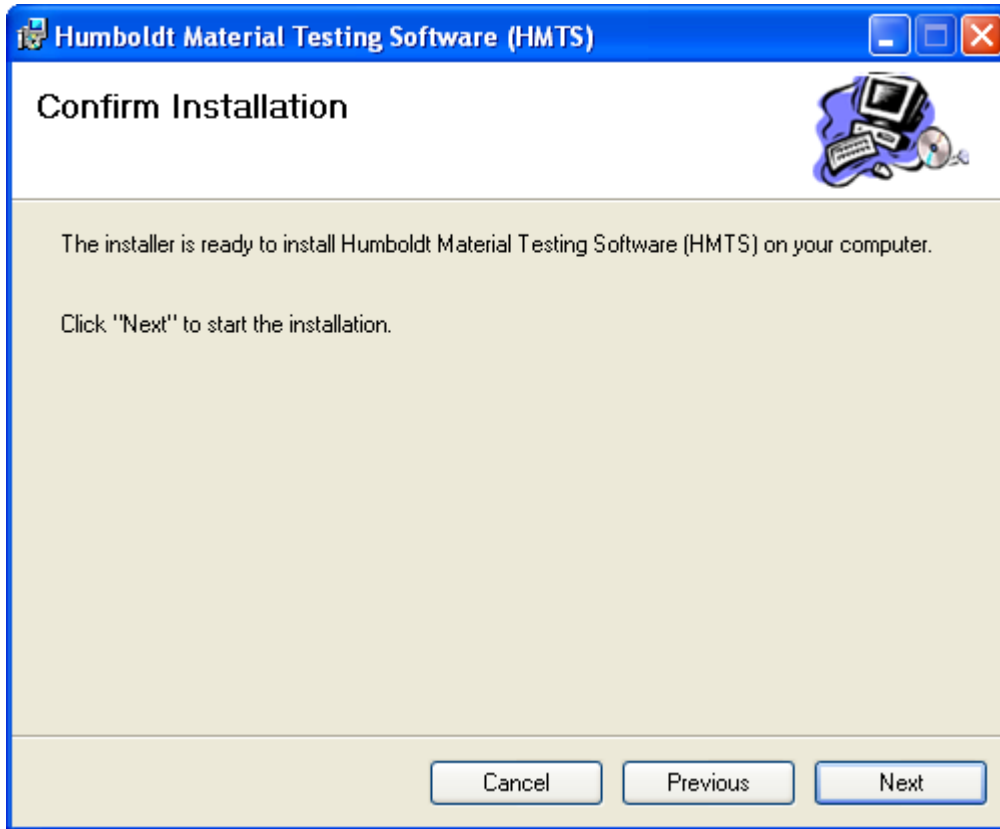 Humboldt Material Testing Software (HMTS)
Confirm Installation
The installer is ready to install Humboldt Material Testing Software (HMTS) on your computer.
Click "Next" to start the installation.
Cancel Previous Next